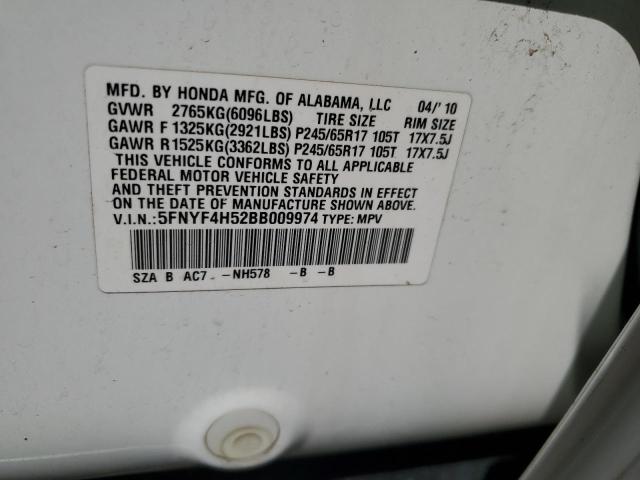 MFD. BY HONDA MFG. OF ALABAMA, LLC 04/'10
GVWR 2765KG(6096LBS) TIRE SIZE RIM SIZE
GAWR F 1325KG(2921LBS) P245/65R17 105T 17X7.5J
GAWR R1525KG(3362LBS) P245/65R17 105T 17X7.5J
THIS VEHICLE CONFORMS TO ALL APPLICABLE
FEDERAL MOTOR VEHICLE SAFETY
AND THEFT PREVENTION STANDARDS IN EFFECT
ON THE DATE OF MANUFACTURE SHOWN ABOVE.
V.I.N.:5FNYF4H52BB009974 TYPE: MPV
SZA B AC7 -NH578 -B -B